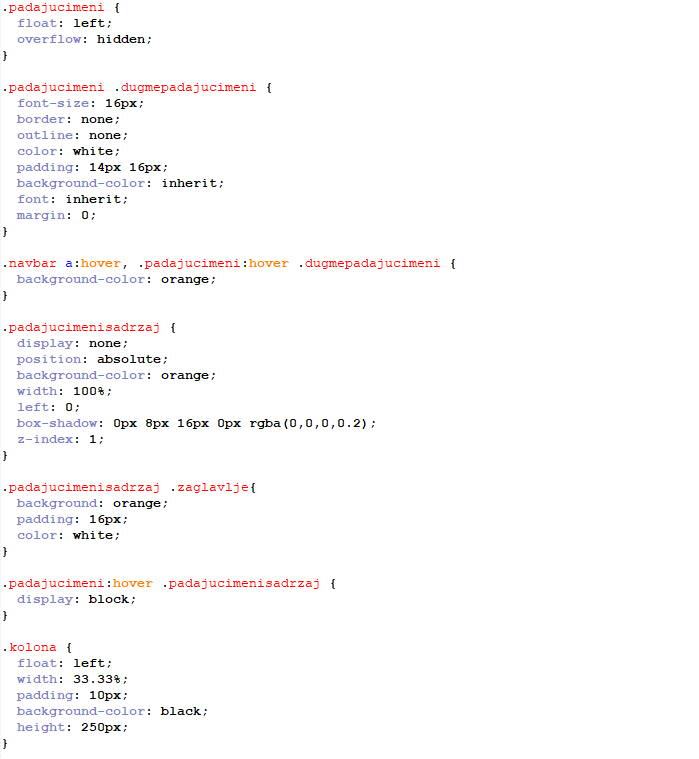 .padajucimeni {
  float: left;
  overflow: hidden;
}

.padajucimeni .dugmepadajucimeni {
  font-size: 16px;
  border: none;
  outline: none;
  color: white;
  padding: 14px 16px;
  background-color: inherit;
  font: inherit;
  margin: 0;
}

.navbar a:hover, .padajucimeni:hover .dugmepadajucimeni {
  background-color: orange;
}

.padajucimenisadrzaj {
  display: none;
  position: absolute;
  background-color: orange;
  width: 100%;
  left: 0;
  box-shadow: 0px 8px 16px 0px rgba(0,0,0,0.2);
  z-index: 1;
}

.padajucimenisadrzaj .zaglavlje{
  background: orange;
  padding: 16px;
  color: white;
}

.padajucimeni:hover .padajucimenisadrzaj {
  display: block;
}

.kolona {
  float: left;
  width: 33.33%;
  padding: 10px;
  background-color: black;
  height: 250px;
}